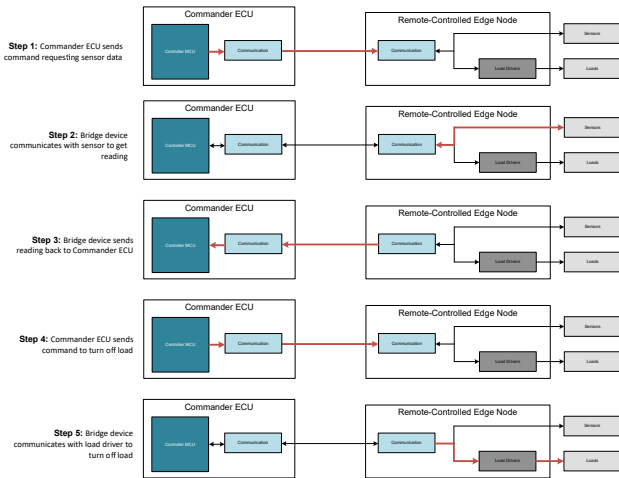 Commander ECU
Remote-Controlled Edge Node
Step 1: Commander ECU sends
command requesting sensor data
Controller MCU
Communication
Communication
Load Drivers
Sensors
Loads
Commander ECU
Remote-Controlled Edge Node
Step 2: Bridge device
communicates with sensor to get
reading
Controller MCU
Communication
Communication
Load Drivers
Sensors
Loads
Commander ECU
Remote-Controlled Edge Node
Step 3: Bridge device sends
reading back to Commander ECU
Controller MCU
Communication
Communication
Load Drivers
Sensors
Loads
Commander ECU
Remote-Controlled Edge Node
Step 4: Commander ECU sends
command to turn off load
Controller MCU
Communication
Communication
Load Drivers
Sensors
Loads
Commander ECU
Remote-Controlled Edge Node
Step 5: Bridge device
communicates with load driver to
turn off load
Controller MCU
Communication
Communication
Load Drivers
Sensors
Loads